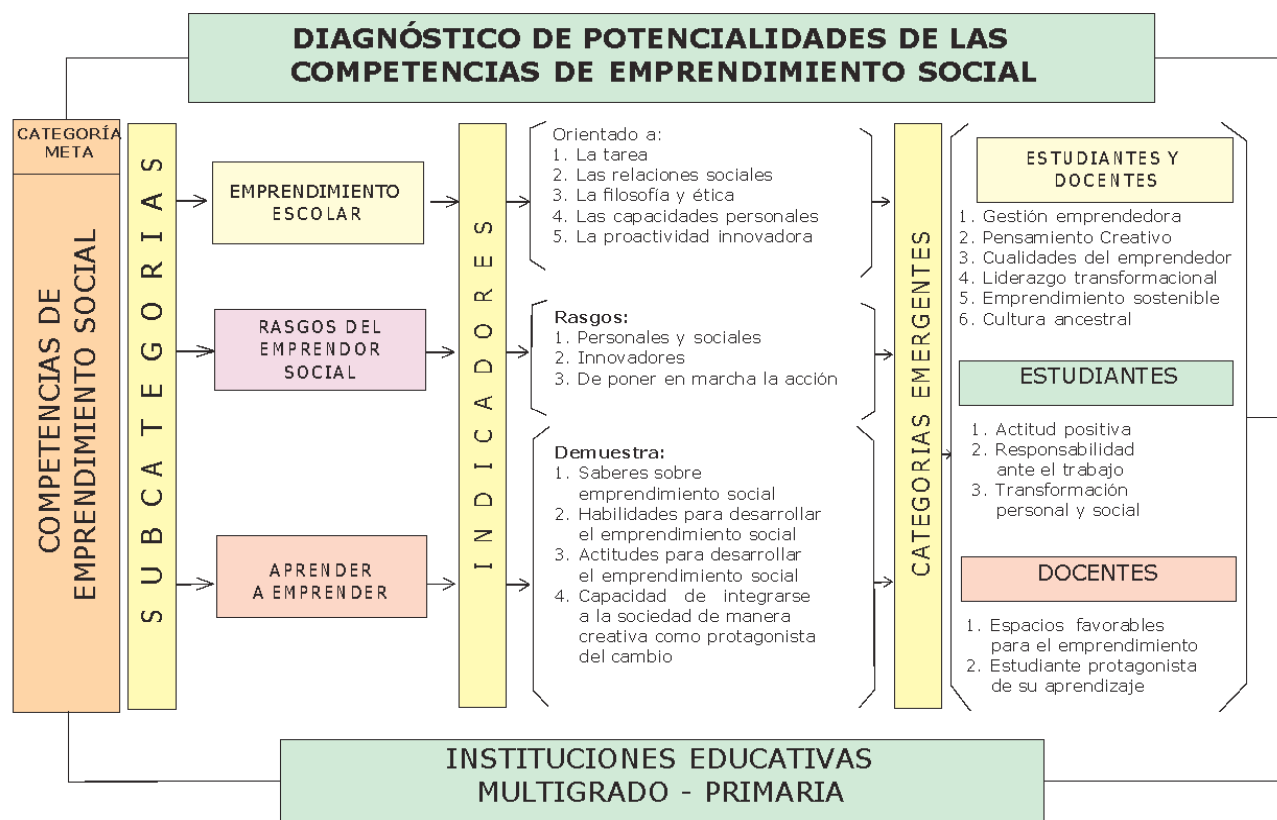 DIAGNÓSTICO DE POTENCIALIDADES DE LAS
COMPETENCIAS DE EMPRENDIMIENTO SOCIAL
CATEGORÍA
META
COMPETENCIAS DE
EMPRENDIMIENTO SOCIAL
SUBCATEGORIAS
EMPRENDIMIENTO
ESCOLAR
RASGOS DEL
EMPRENDOR
SOCIAL
APRENDER
A EMPRENDER
INDICADORES
Orientado a:
1. La tarea
2. Las relaciones sociales
3. La filosofía y ética
4. Las capacidades personales
5. La proactividad innovadora
Rasgos:
1. Personales y sociales
2. Innovadores
3. De poner en marcha la acción
Demuestra:
1. Saberes sobre
emprendimiento social
2. Habilidades para desarrollar
el emprendimiento social
3. Actitudes para desarrollar
el emprendimiento social
4. Capacidad de integrarse
a la sociedad de manera
creativa como protagonista
del cambio
CATEGORIAS EMERGENTES
ESTUDIANTES Y
DOCENTES
1. Gestión emprendedora
2. Pensamiento Creativo
3. Cualidades del emprendedor
4. Liderazgo transformacional
5. Emprendimiento sostenible
6. Cultura ancestral
ESTUDIANTES
1. Actitud positiva
2. Responsabilidad
ante el trabajo
3. Transformación
personal y social
DOCENTES
1. Espacios favorables
para el emprendimiento
2. Estudiante protagonista
de su aprendizaje
INSTITUCIONES EDUCATIVAS
MULTIGRADO - PRIMARIA